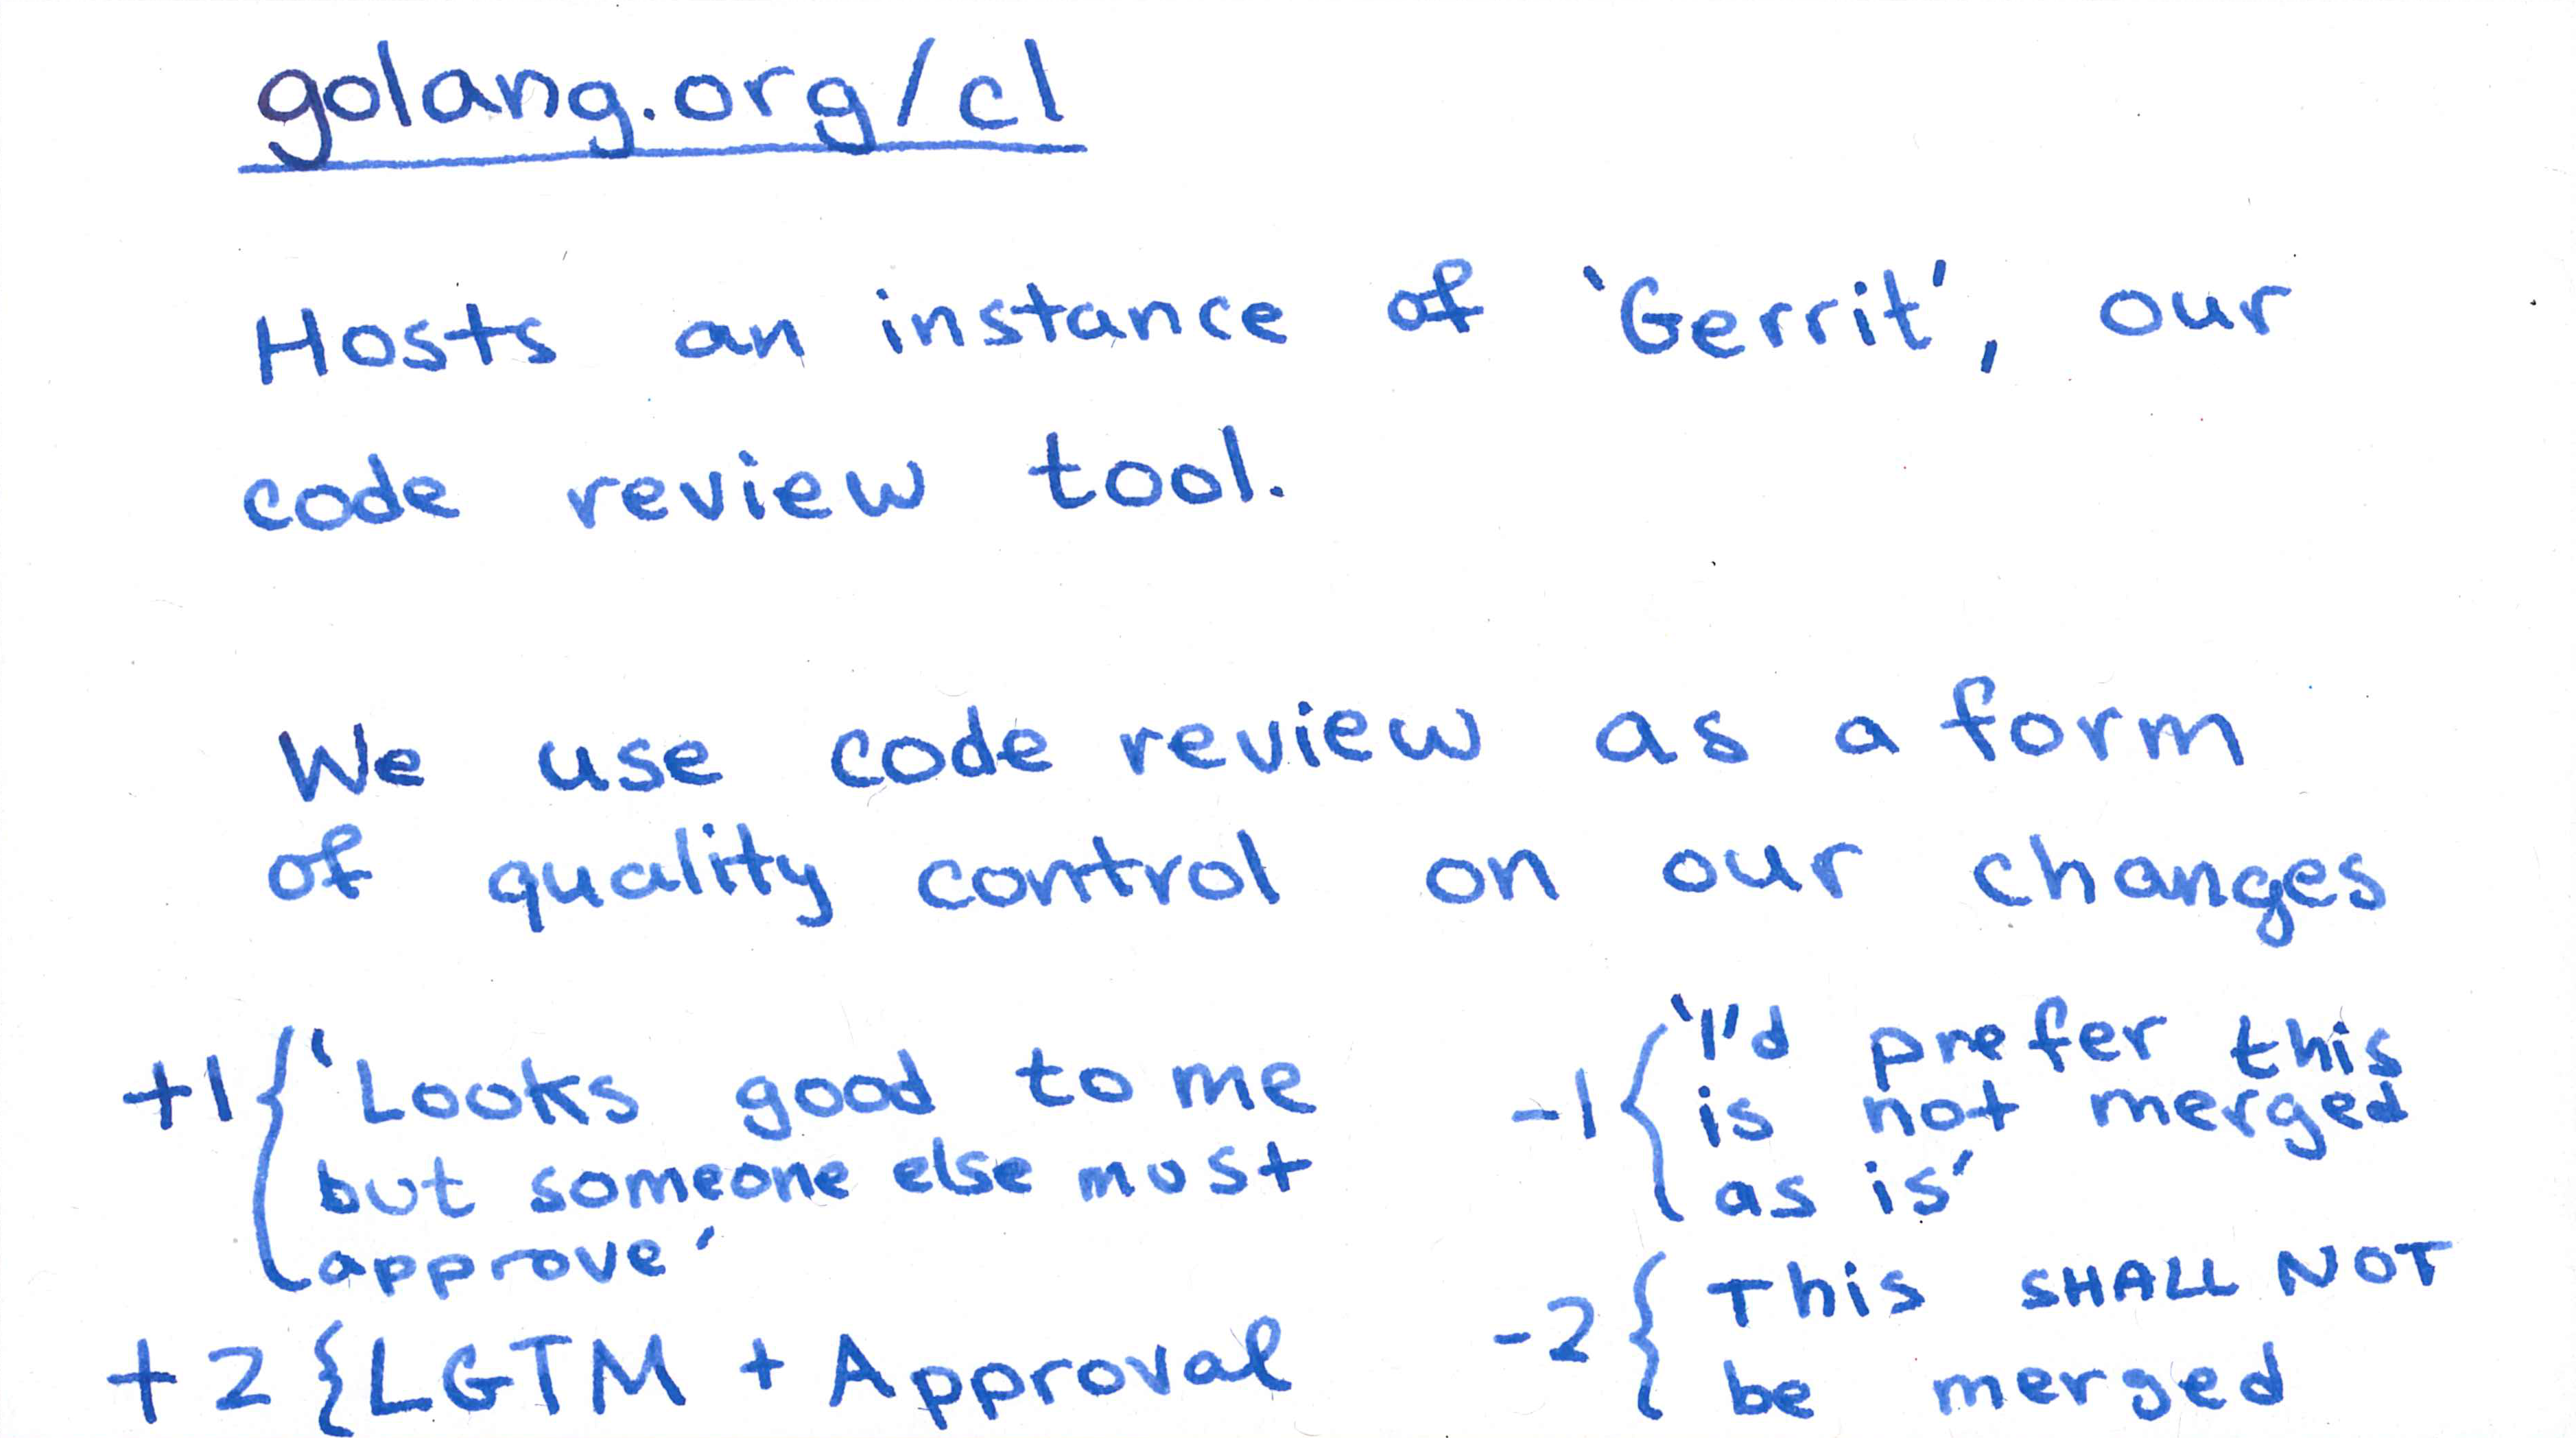 golang.org/cl
Hosts an instance of 'Gerrit', our
code review tool.
We use code review as a form
of quality control on our changes
+1 { 'Looks good to me
but someone else must
approve'
+2 { LGTM + Approval
-1 { 'I'd prefer this
is not merged
as is'
-2 { This SHALL NOT
be merged